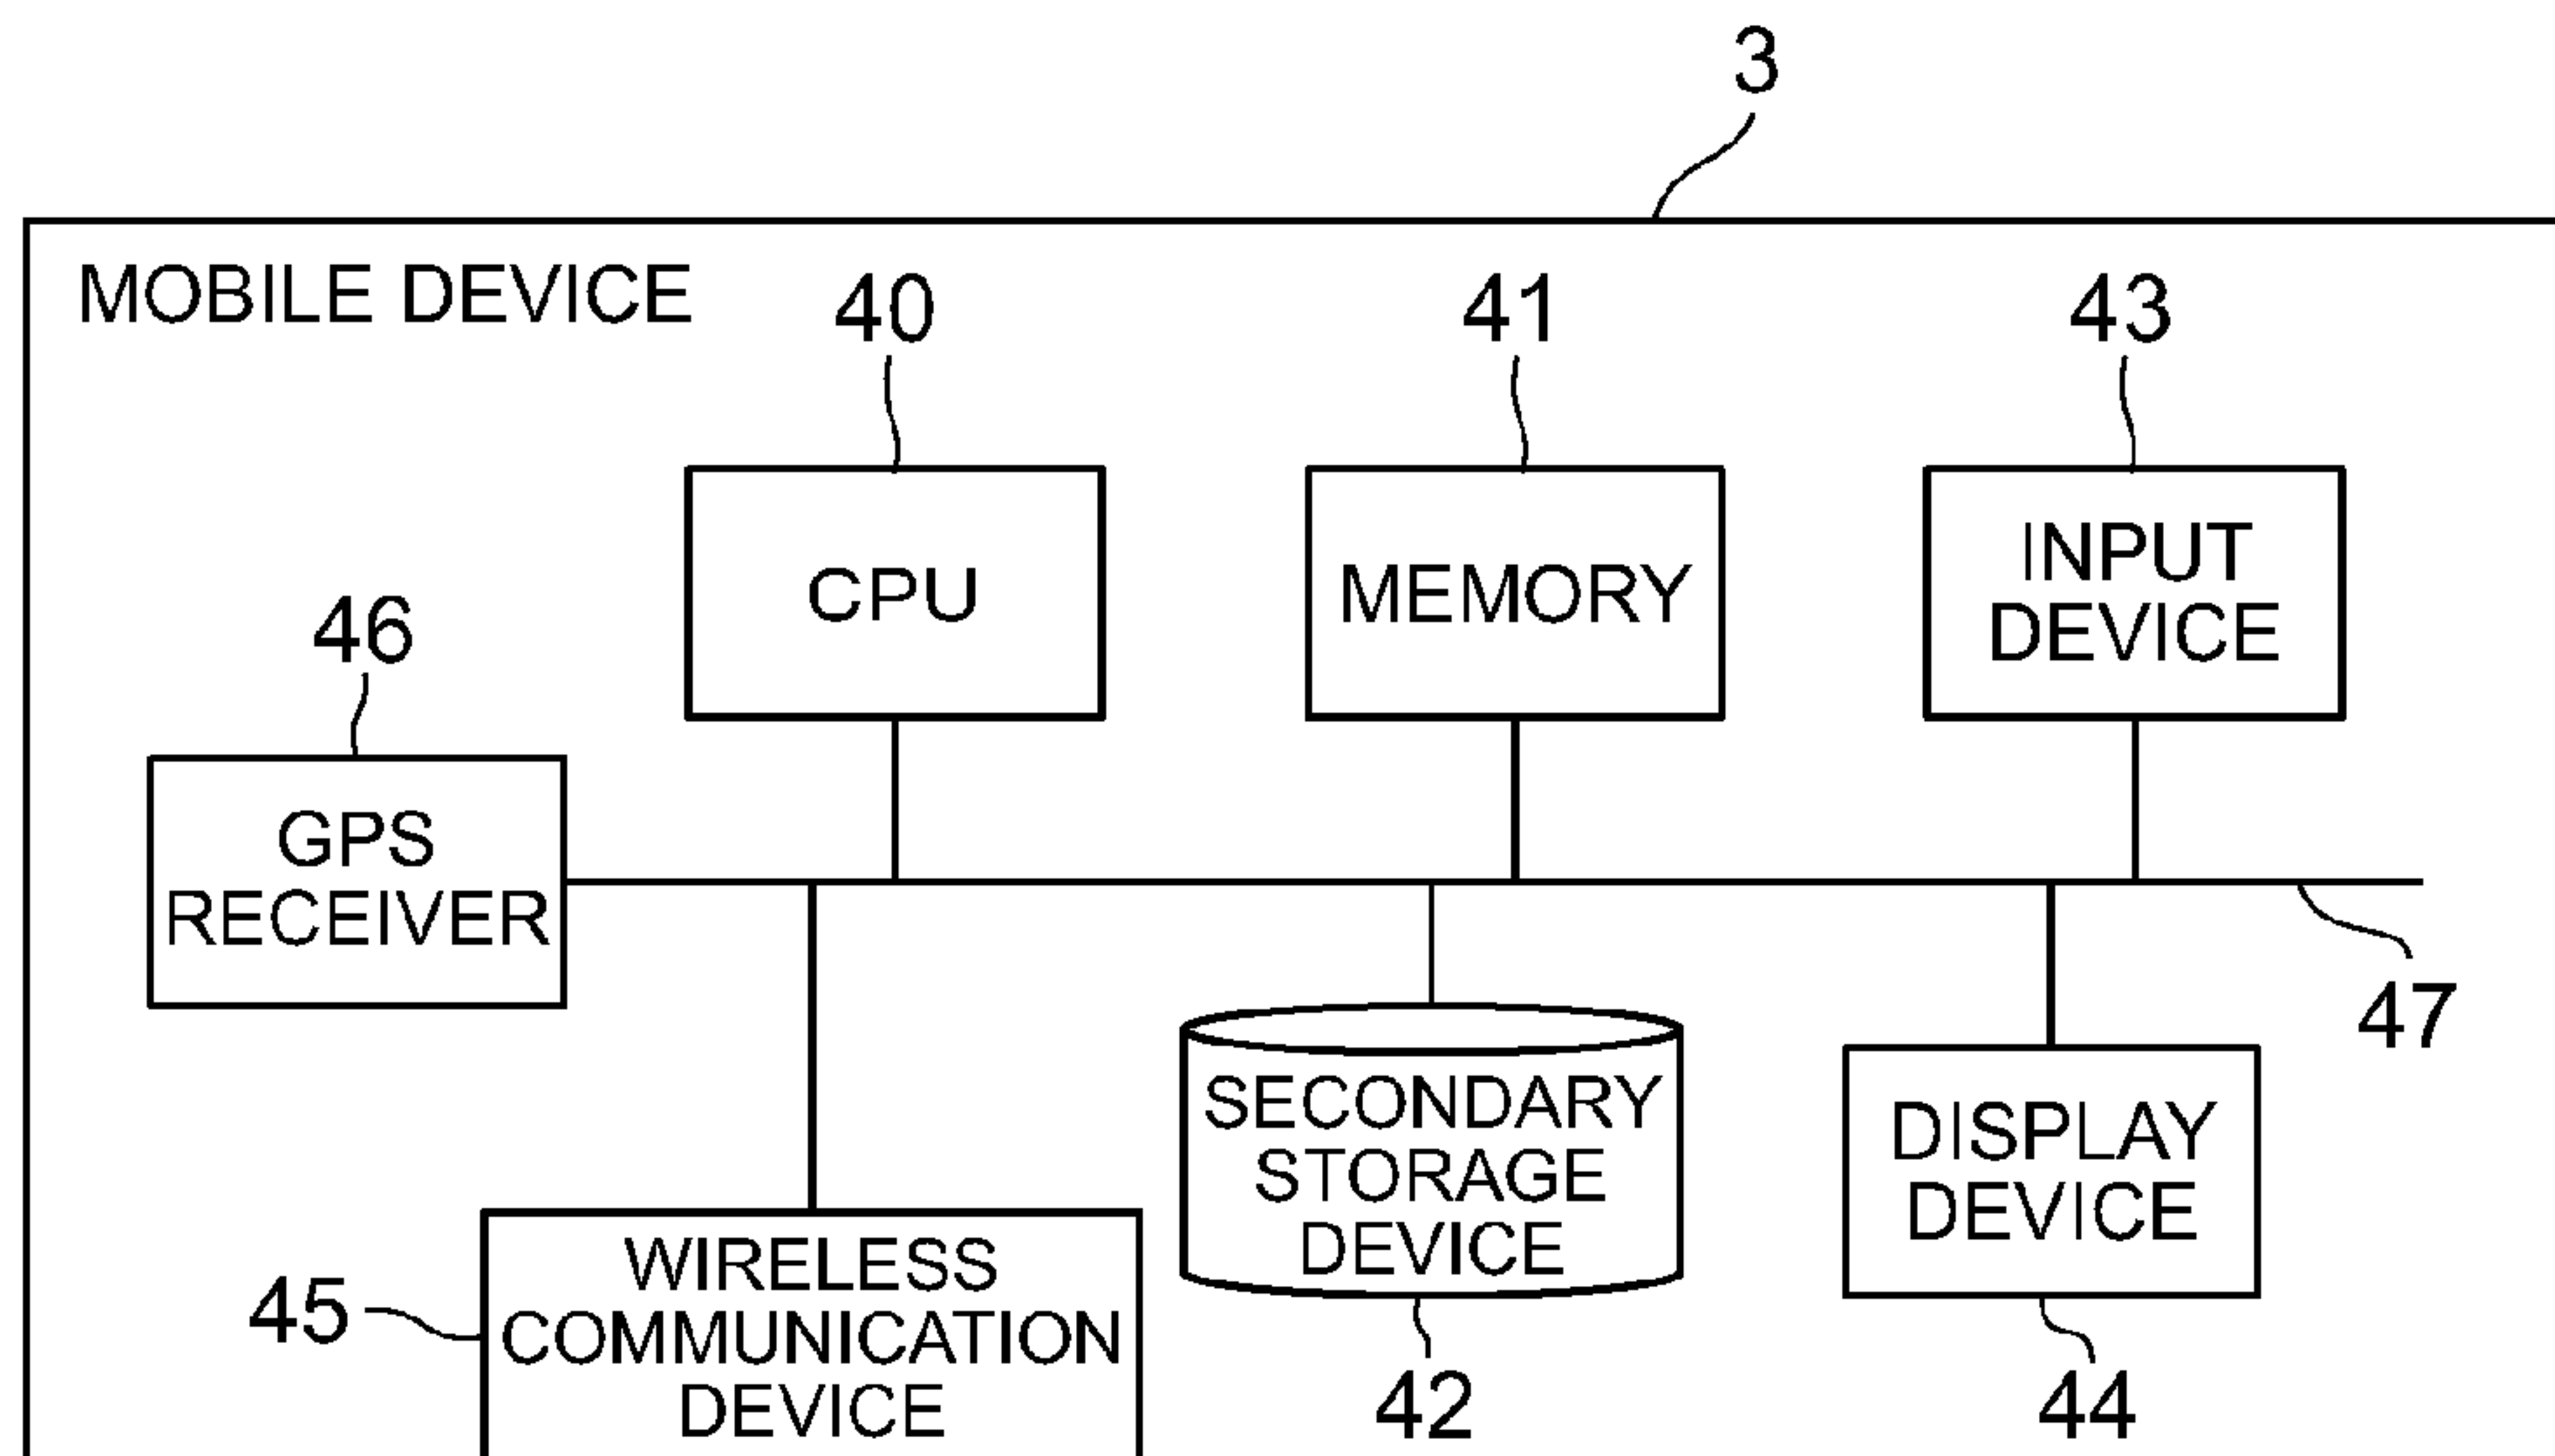 3
MOBILE DEVICE
40
41
43
CPU
MEMORY
INPUT
DEVICE
46
GPS
RECEIVER
47
SECONDARY
STORAGE
DEVICE
DISPLAY
DEVICE
45
WIRELESS
COMMUNICATION
DEVICE
42
44